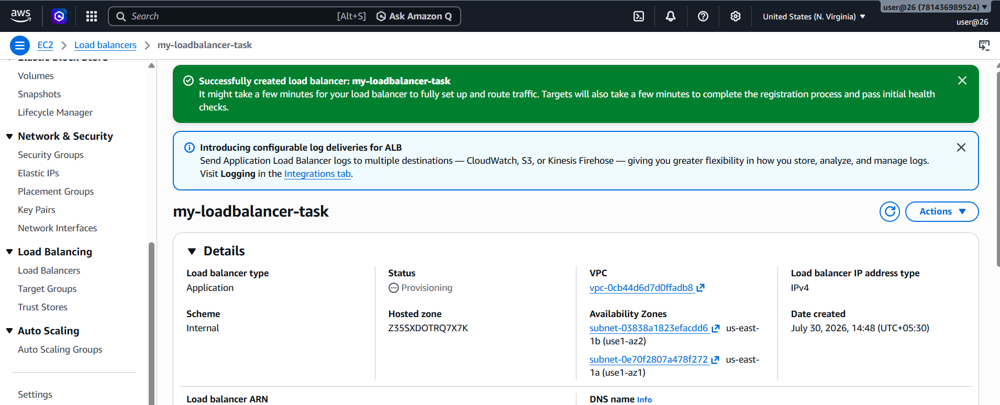 aws
Search
[Alt+S]
Ask Amazon Q
United States (N. Virginia)
user@26 (781436989524)
user@26
EC2
Load balancers
my-loadbalancer-task
Elastic Block Store
Volumes
Snapshots
Lifecycle Manager
Network & Security
Security Groups
Elastic IPs
Placement Groups
Key Pairs
Network Interfaces
Load Balancing
Load Balancers
Target Groups
Trust Stores
Auto Scaling
Auto Scaling Groups
Settings
Successfully created load balancer: my-loadbalancer-task
It might take a few minutes for your load balancer to fully set up and route traffic. Targets will also take a few minutes to complete the registration process and pass initial health
checks.
Introducing configurable log deliveries for ALB
Send Application Load Balancer logs to multiple destinations — CloudWatch, S3, or Kinesis Firehose — giving you greater flexibility in how you store, analyze, and manage logs.
Visit Logging in the Integrations tab.
my-loadbalancer-task
Actions
Details
Load balancer type
Application
Status
Provisioning
VPC
vpc-0cb44d6d7d0ffadb8
Load balancer IP address type
IPv4
Scheme
Internal
Hosted zone
Z35SXDOTRQ7X7K
Availability Zones
subnet-03838a1823efacdd6 us-east-
1b (use1-az2)
subnet-0e70f2807a478f272 us-east-
1a (use1-az1)
Date created
July 30, 2026, 14:48 (UTC+05:30)
Load balancer ARN
DNS name Info